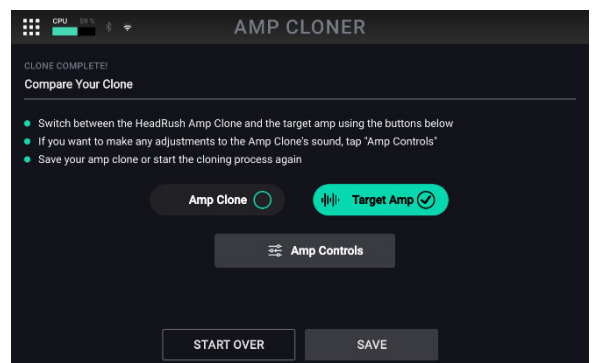 CPU 59 %
AMP CLONER
CLONE COMPLETE!
Compare Your Clone
Switch between the HeadRush Amp Clone and the target amp using the buttons below
If you want to make any adjustments to the Amp Clone's sound, tap "Amp Controls"
Save your amp clone or start the cloning process again
Amp Clone
Target Amp
Amp Controls
START OVER
SAVE